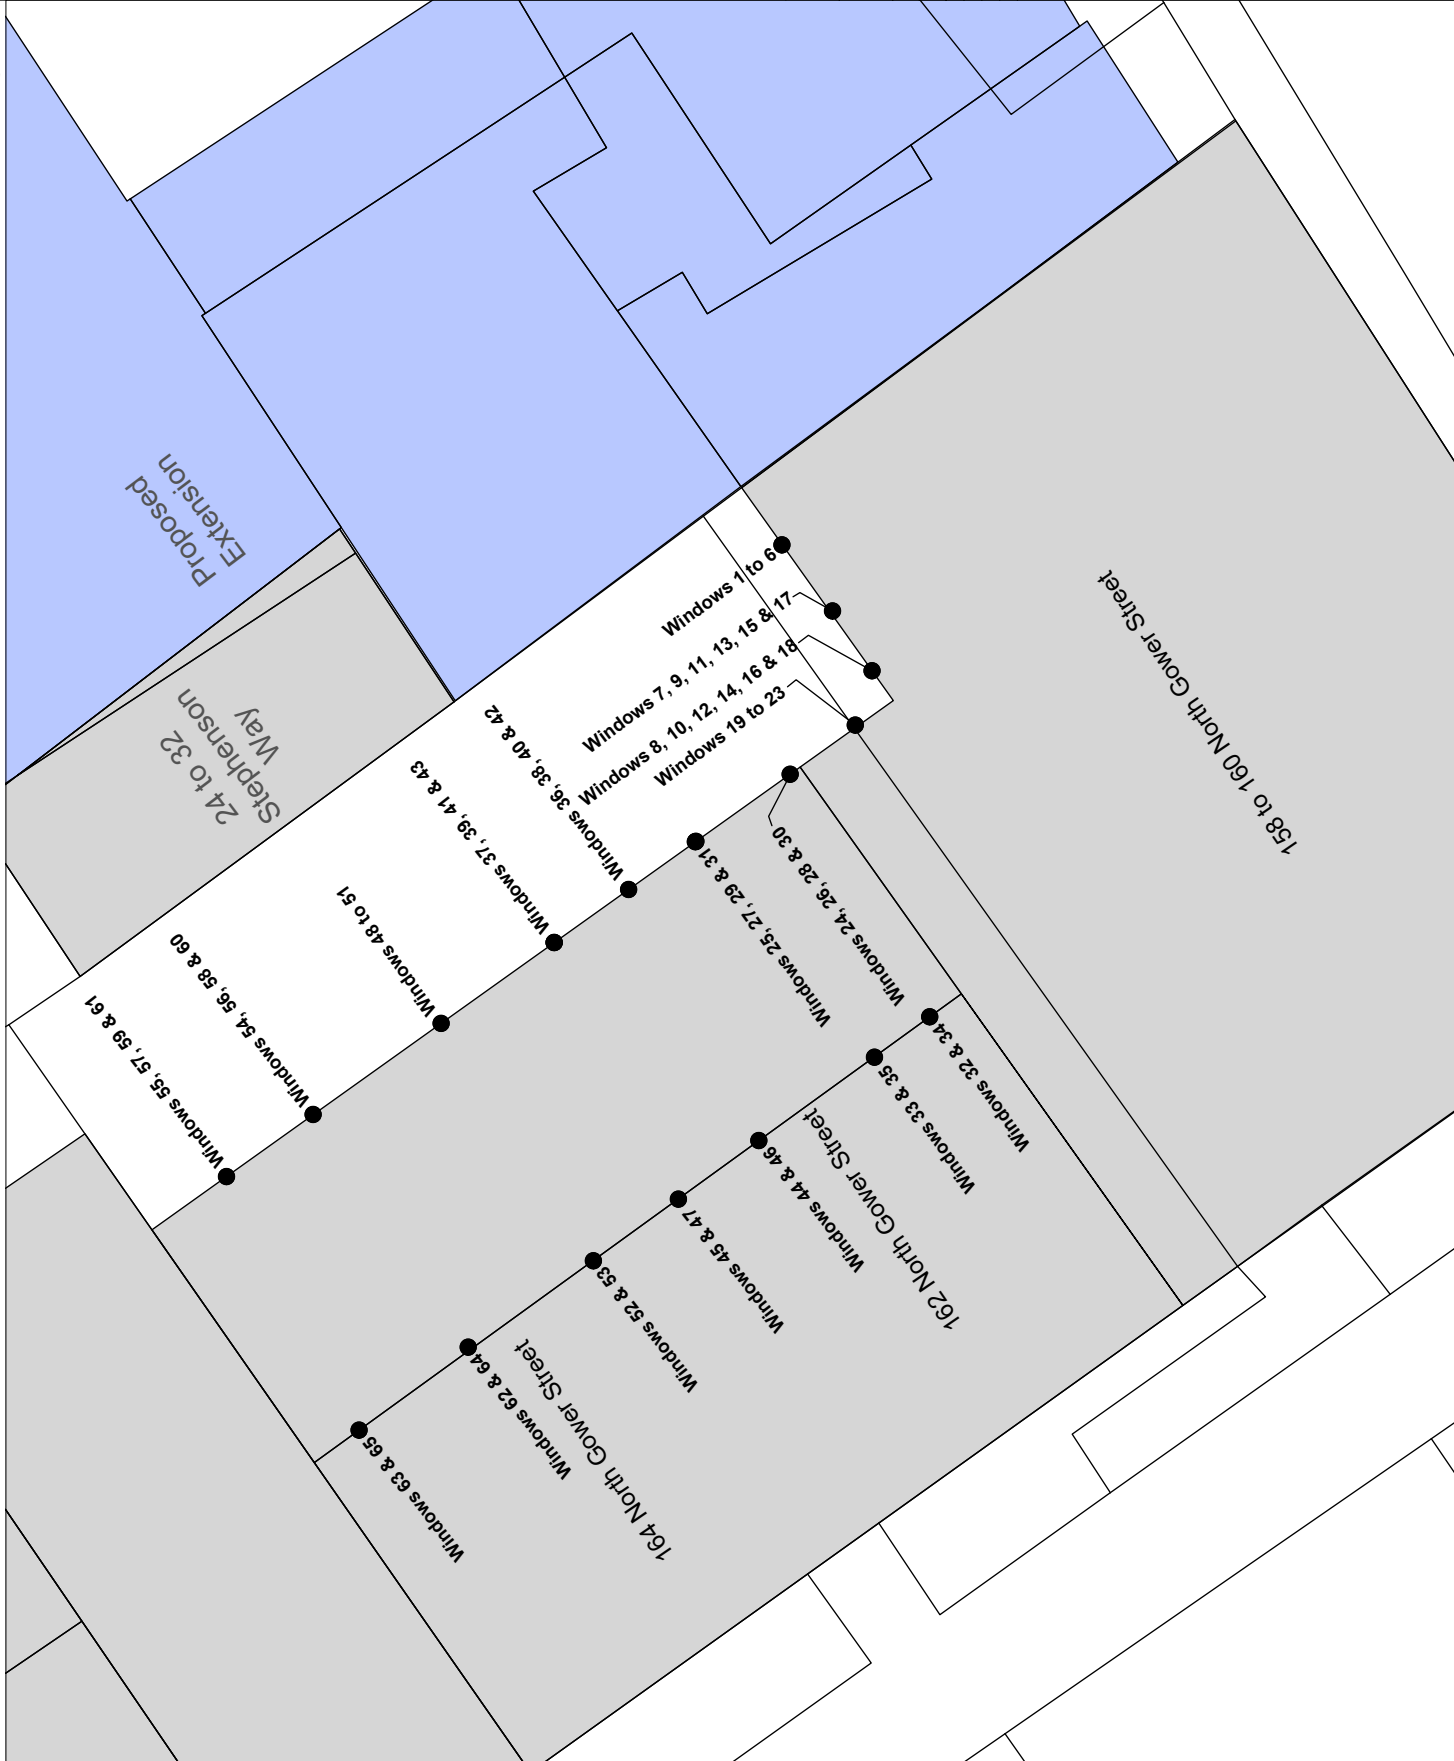 Proposed
Extension
24 to 32
Stephenson
Way
Windows 1 to 6
Windows 7, 9, 11, 13, 15 & 17
Windows 8, 10, 12, 14, 16 & 18
Windows 19 to 23
Windows 36, 38, 40 & 42
Windows 37, 39, 41 & 43
Windows 48 to 51
Windows 54, 56, 58 & 60
Windows 55, 57, 59 & 61
Windows 24, 26, 28 & 30
Windows 25, 27, 29 & 31
Windows 32 & 34
Windows 33 & 35
Windows 44 & 46
Windows 45 & 47
Windows 52 & 53
Windows 62 & 64
Windows 63 & 65
158 to 160 North Gower Street
162 North Gower Street
164 North Gower Street